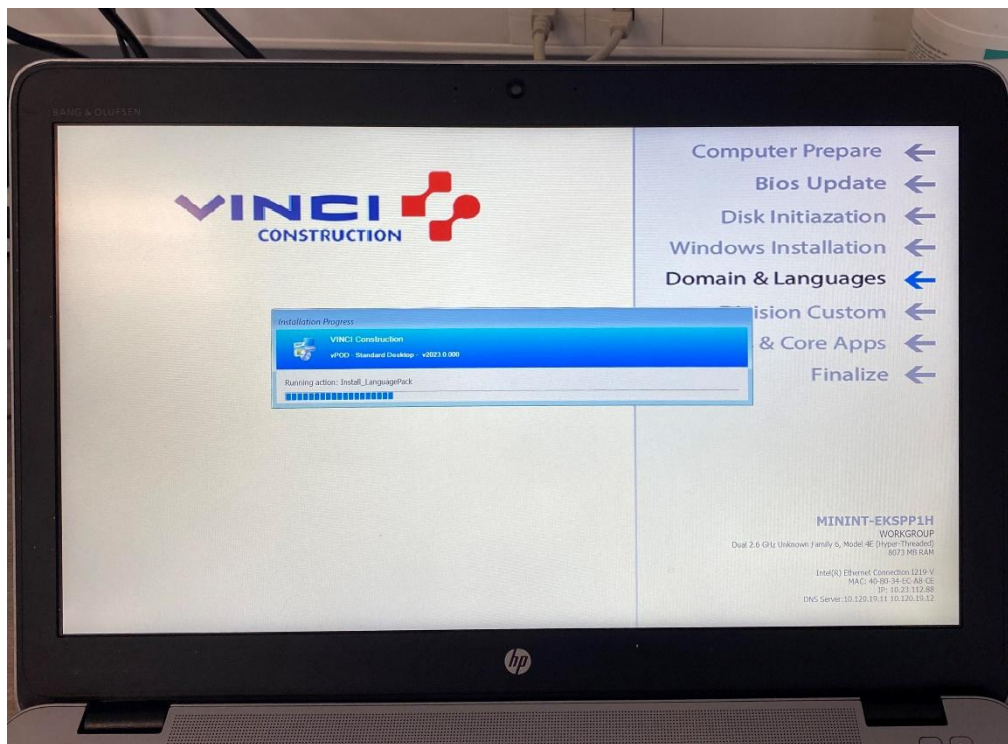 BANG & OLUFSEN
VINCI
CONSTRUCTION
Computer Prepare
Bios Update
Disk Initiazation
Windows Installation
Domain & Languages
ision Custom
& Core Apps
Finalize
Installation Progress
VINCI Construction
vPOD - Standard Desktop - v2023.0.000
Running action: Install_LanguagePack
MININT-EKSPP1H
WORKGROUP
Dual 2.6 GHz Unknown family 6, Model 4E (Hyper-Threaded)
8073 MB RAM
Intel(R) Ethernet Connection I219-V
MAC: 40-B0-34-EC-A8-CE
IP: 10.23.112.88
DNS Server:10.120.19.11 10.120.19.12
hp